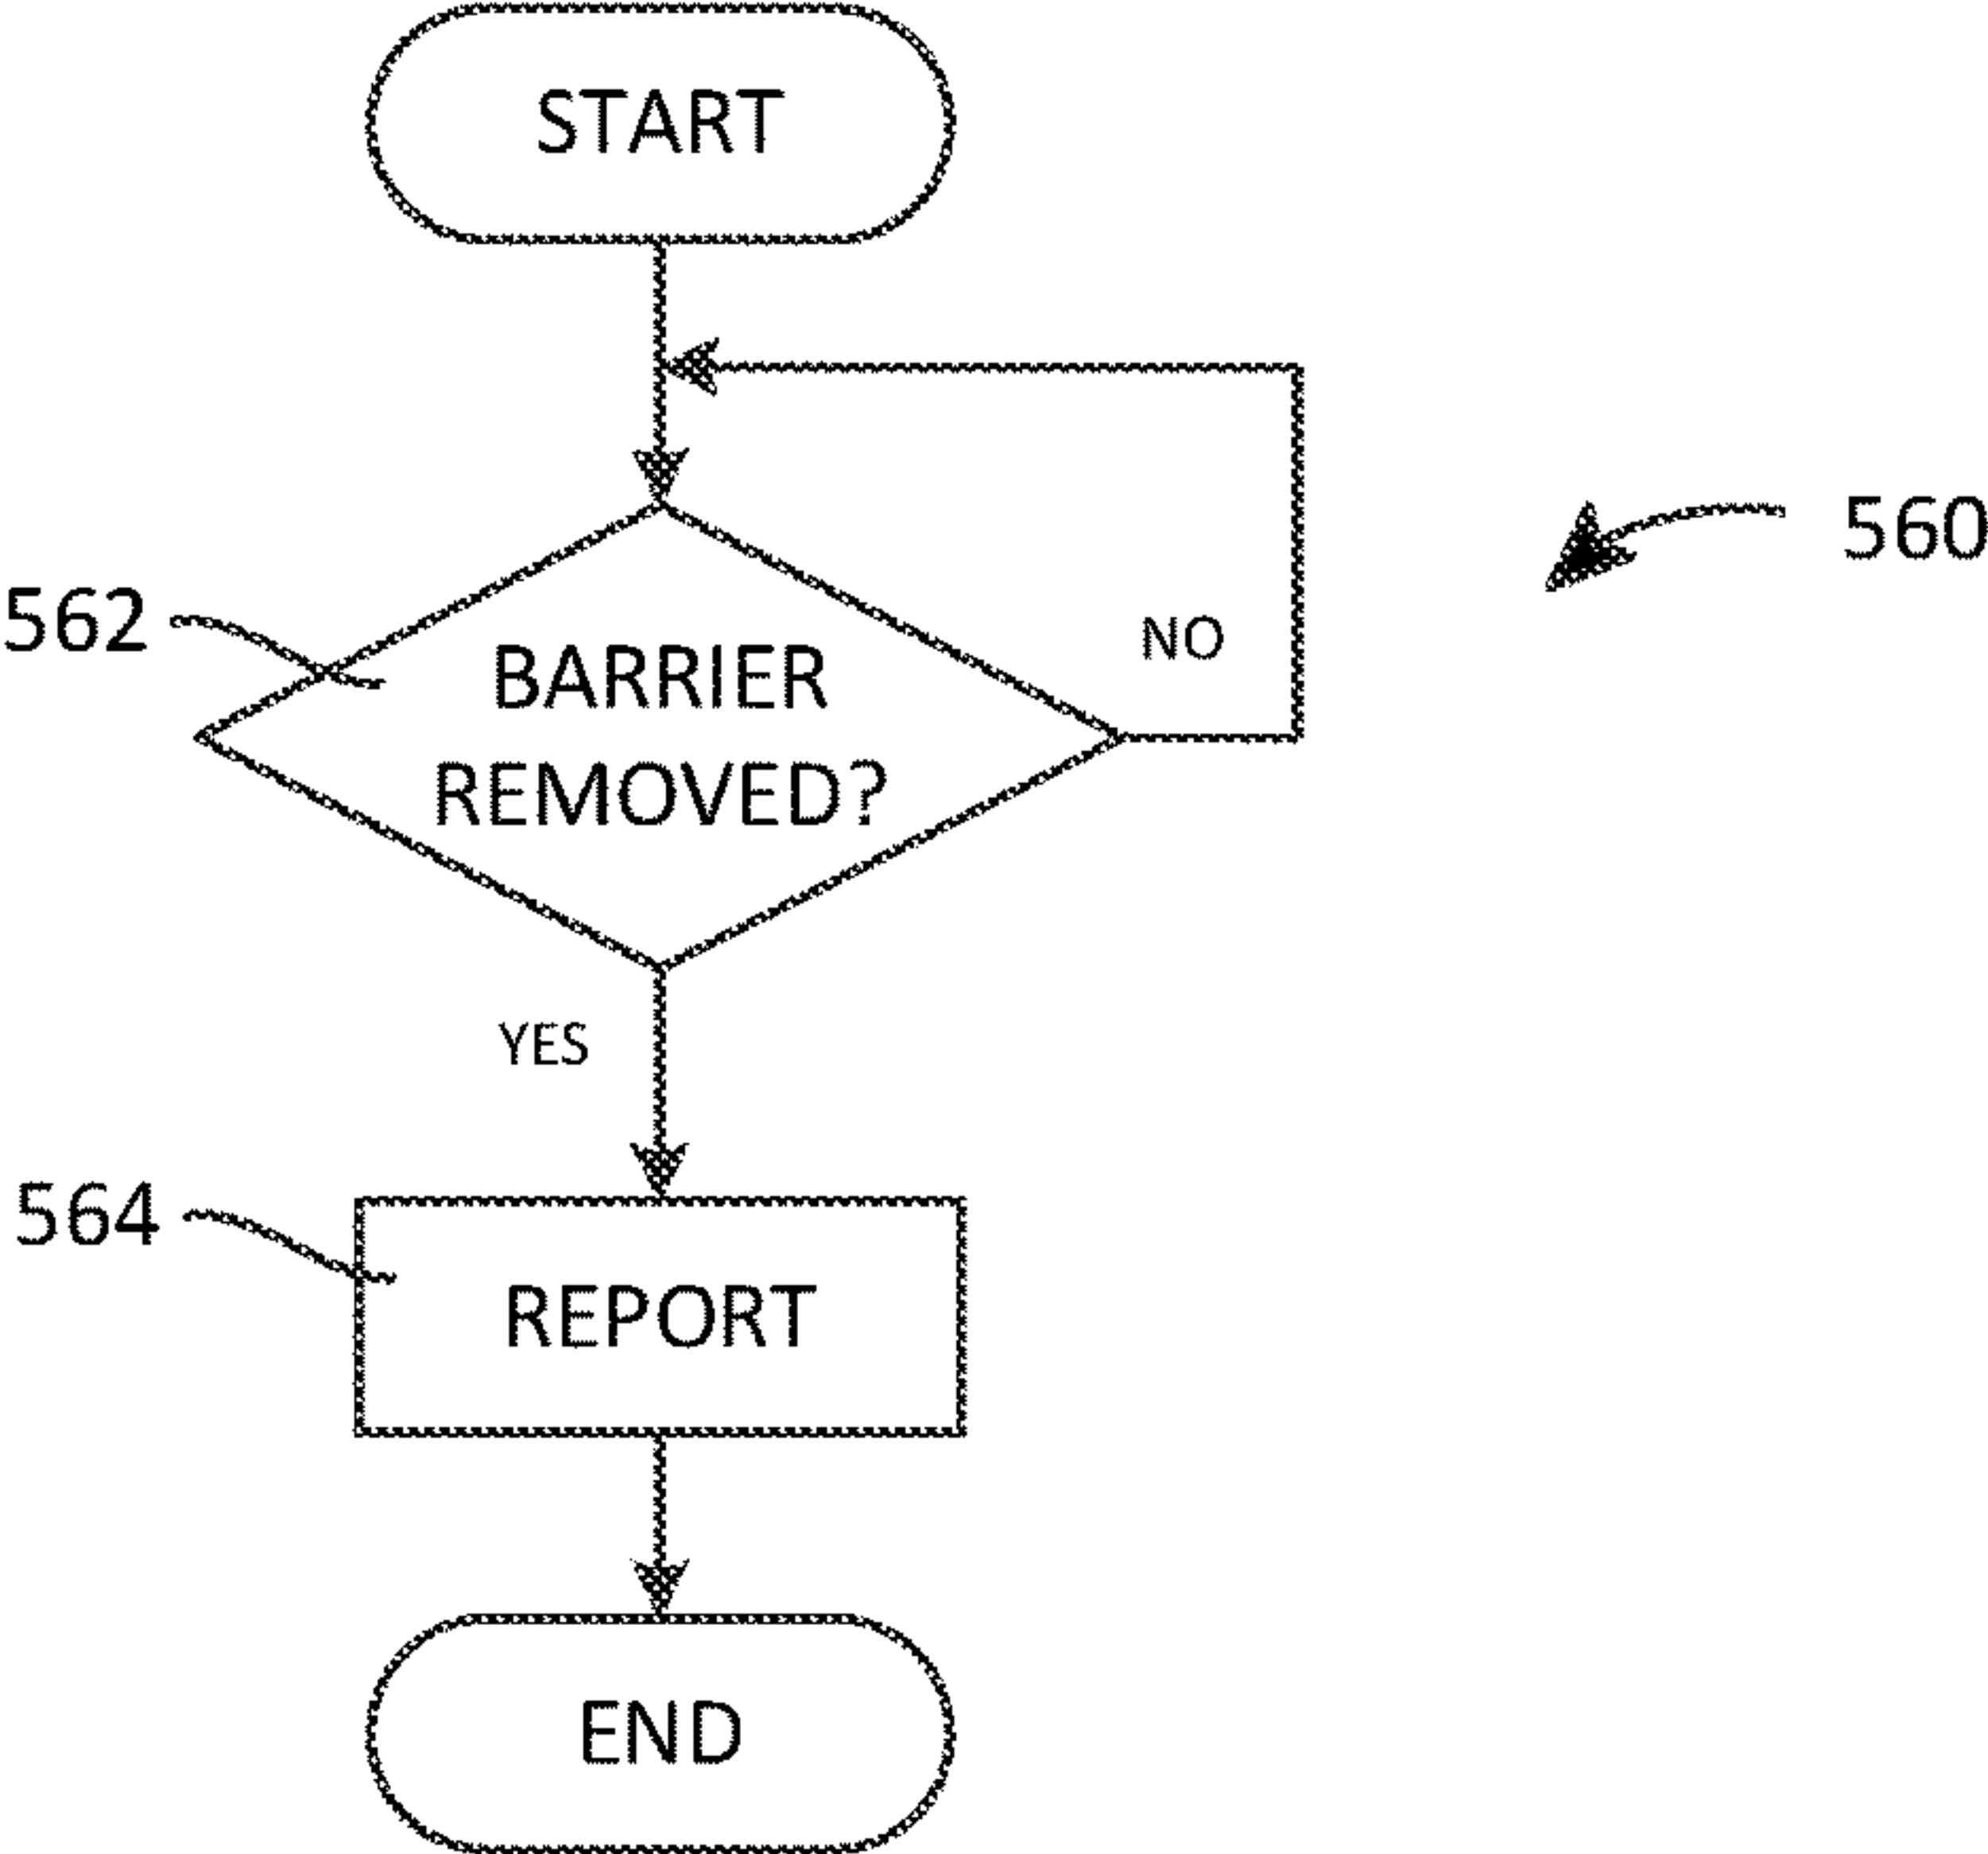 START
560
562
BARRIER
REMOVED?
NO
YES
564
REPORT
END